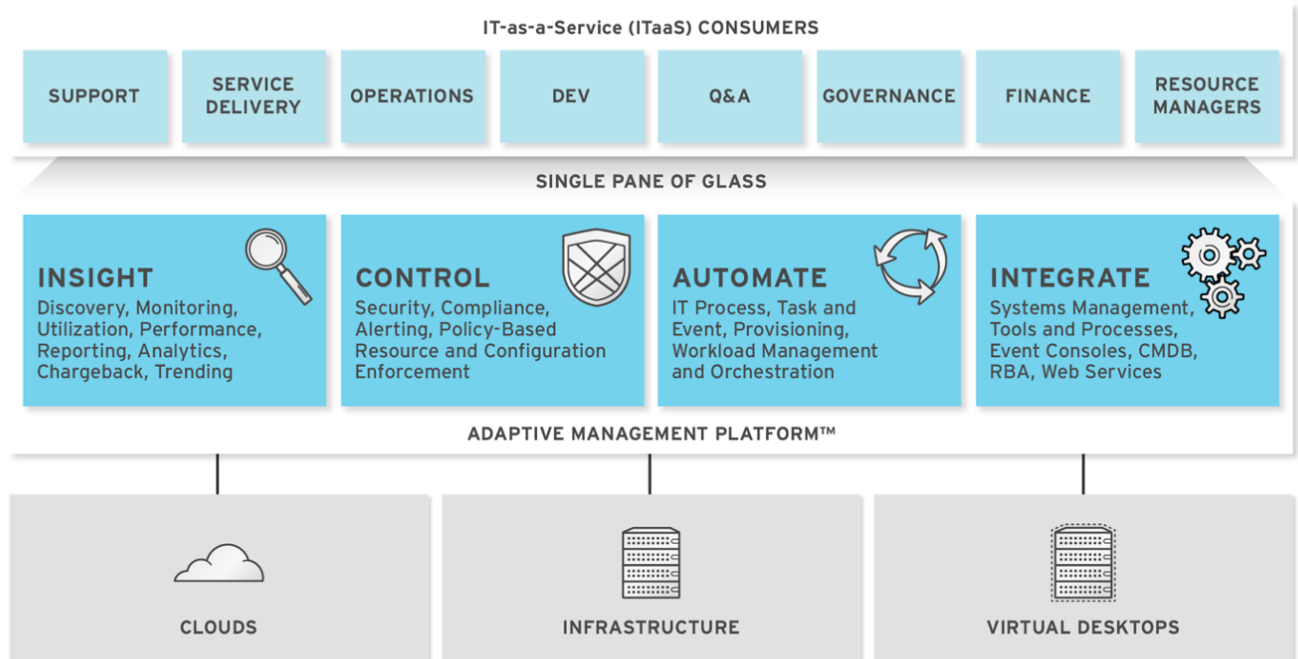 IT-as-a-Service (ITaaS) CONSUMERS
SUPPORT
SERVICE
DELIVERY
OPERATIONS
DEV
Q&A
GOVERNANCE
FINANCE
RESOURCE
MANAGERS
SINGLE PANE OF GLASS
INSIGHT
Discovery, Monitoring,
Utilization, Performance,
Reporting, Analytics,
Chargeback, Trending
CONTROL
Security, Compliance,
Alerting, Policy-Based
Resource and Configuration
Enforcement
AUTOMATE
IT Process, Task and
Event, Provisioning,
Workload Management
and Orchestration
INTEGRATE
Systems Management,
Tools and Processes,
Event Consoles, CMDB,
RBA, Web Services
ADAPTIVE MANAGEMENT PLATFORM™
CLOUDS
INFRASTRUCTURE
VIRTUAL DESKTOPS